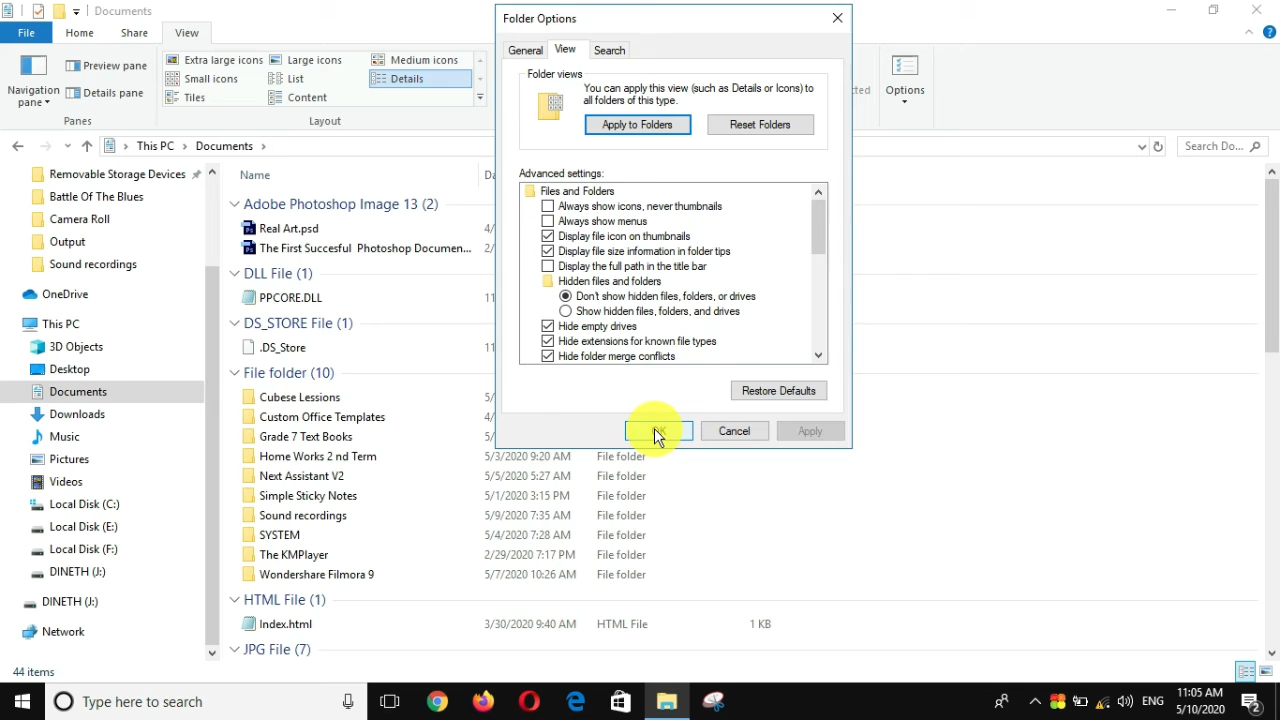 Documents
Folder Options
File
Home
Share
View
General
View
Search
Navigation
pane
Preview pane
Details pane
Panes
Extra large icons
Large icons
Medium icons
Small icons
List
Details
Tiles
Content
Layout
Options
Folder views
You can apply this view (such as Details or Icons) to
all folders of this type.
Apply to Folders
Reset Folders
This PC
Documents
Search Do...
Advanced settings:
Files and Folders
Always show icons, never thumbnails
Always show menus
Display file icon on thumbnails
Display file size information in folder tips
Display the full path in the title bar
Hidden files and folders
Don't show hidden files, folders, or drives
Show hidden files, folders, and drives
Hide empty drives
Hide extensions for known file types
Hide folder merge conflicts
Restore Defaults
OK
Cancel
Apply
Removable Storage Devices
Battle Of The Blues
Camera Roll
Output
Sound recordings
OneDrive
This PC
3D Objects
Desktop
Documents
Downloads
Music
Pictures
Videos
Local Disk (C:)
Local Disk (E:)
Local Disk (F:)
DINETH (J:)
DINETH (J:)
Network
Name
Adobe Photoshop Image 13 (2)
Real Art.psd
The First Succesful Photoshop Documen...
DLL File (1)
PPCORE.DLL
DS_STORE File (1)
.DS_Store
File folder (10)
Cubese Lessions
Custom Office Templates
Grade 7 Text Books
Home Works 2 nd Term 5/3/2020 9:20 AM File folder
Next Assistant V2 5/5/2020 5:27 AM File folder
Simple Sticky Notes 5/1/2020 3:15 PM File folder
Sound recordings 5/9/2020 7:35 AM File folder
SYSTEM 5/4/2020 7:28 AM File folder
The KMPlayer 2/29/2020 7:17 PM File folder
Wondershare Filmora 9 5/7/2020 10:26 AM File folder
HTML File (1)
Index.html 3/30/2020 9:40 AM HTML File 1 KB
JPG File (7)
44 items
Type here to search
ENG
11:05 AM
5/10/2020
2